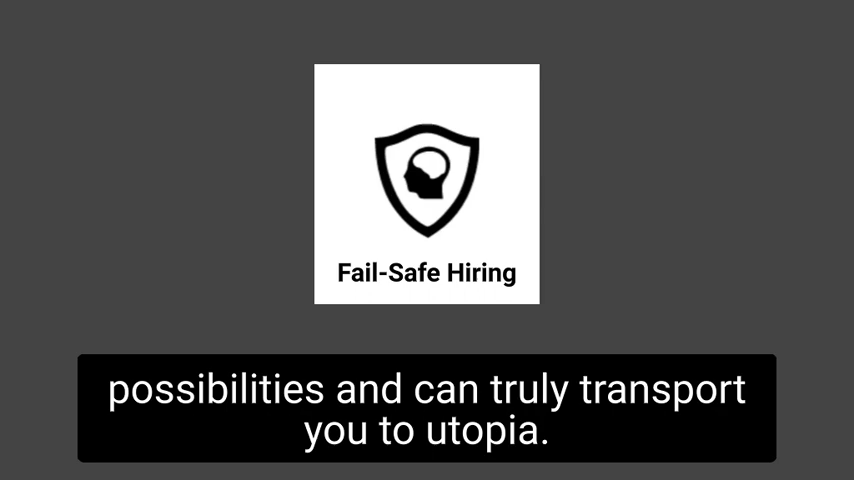 Fail-Safe Hiring
possibilities and can truly transport
you to utopia.